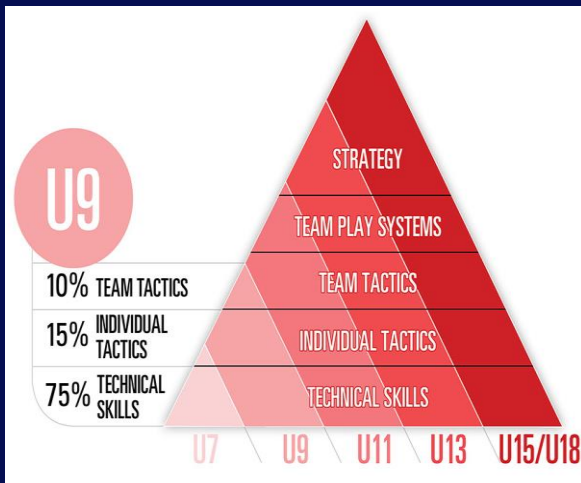 U9
10% TEAM TACTICS
15% INDIVIDUAL
TACTICS
75% TECHNICAL
SKILLS
STRATEGY
TEAM PLAY SYSTEMS
TEAM TACTICS
INDIVIDUAL TACTICS
TECHNICAL SKILLS
U7 U9 U11 U13 U15/U18